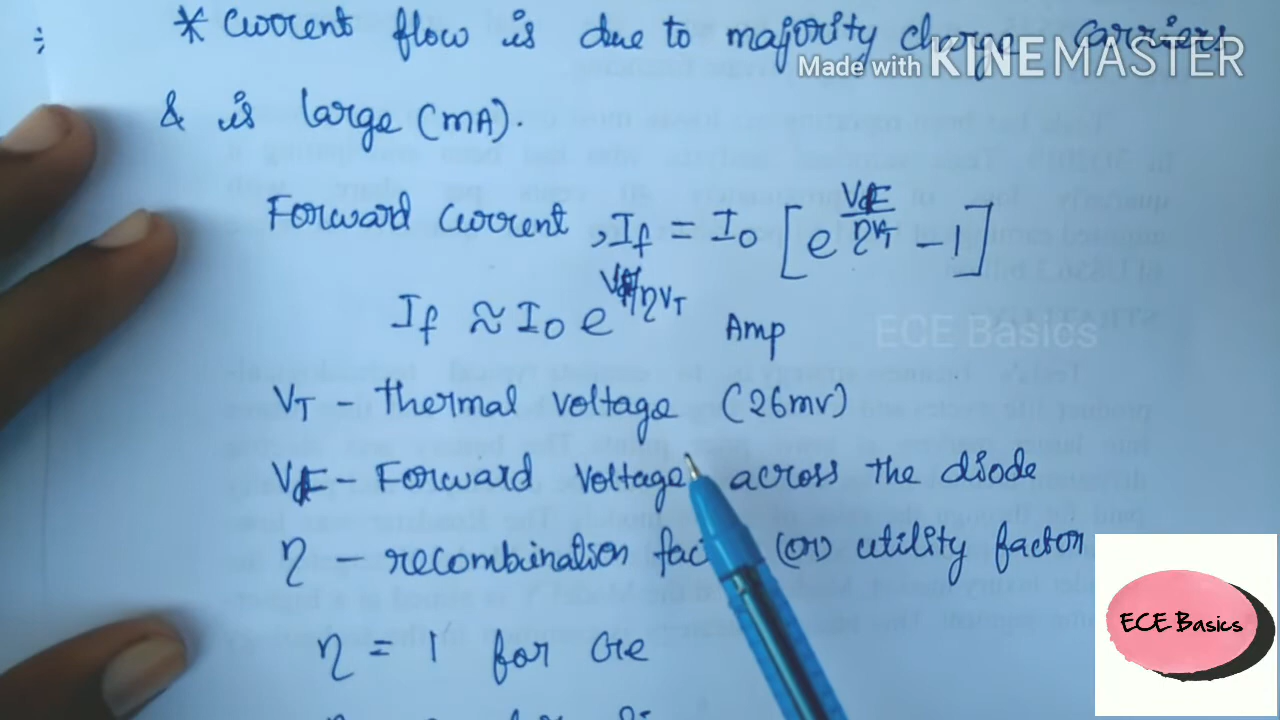 * Current flow is due to majority charge carriers
Made with KINEMASTER
& is large (mA).
Forward current, If = Io [e^VF/ηVT - 1]
If ≈ Io e^VF/ηVT Amp
ECE Basics
VT - Thermal voltage (26mv)
VF - Forward Voltage across the diode
η - recombination (or) utility factor
ECE Basics
η = 1 for Ge